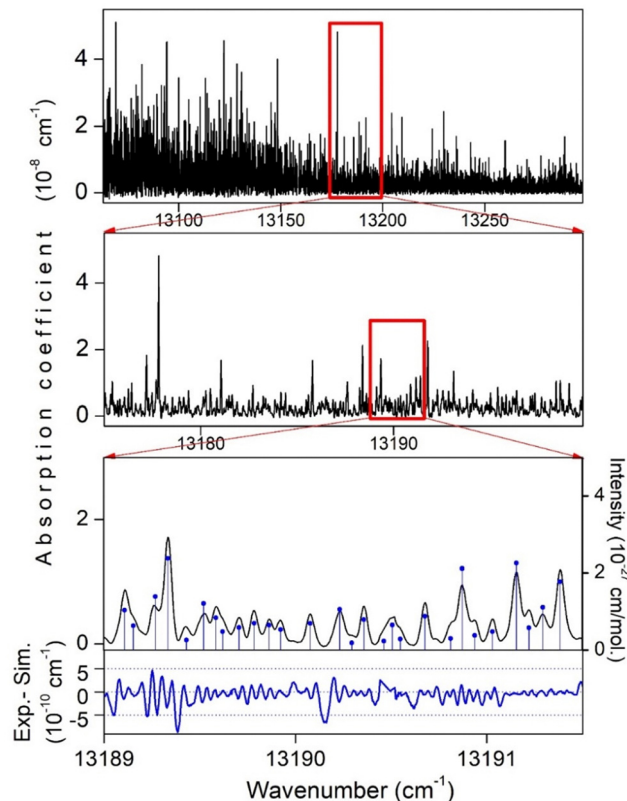 4
2
0
13100 13150 13200 13250
(10⁻⁸ cm⁻¹)
4
2
0
13180 13190
Absorption coefficient
2
0
4
2
0
Intensity (10⁻²⁷ cm/mol.)
5
0
-5
Exp.- Sim.
(10⁻¹⁰ cm⁻¹)
13189 13190 13191
Wavenumber (cm⁻¹)